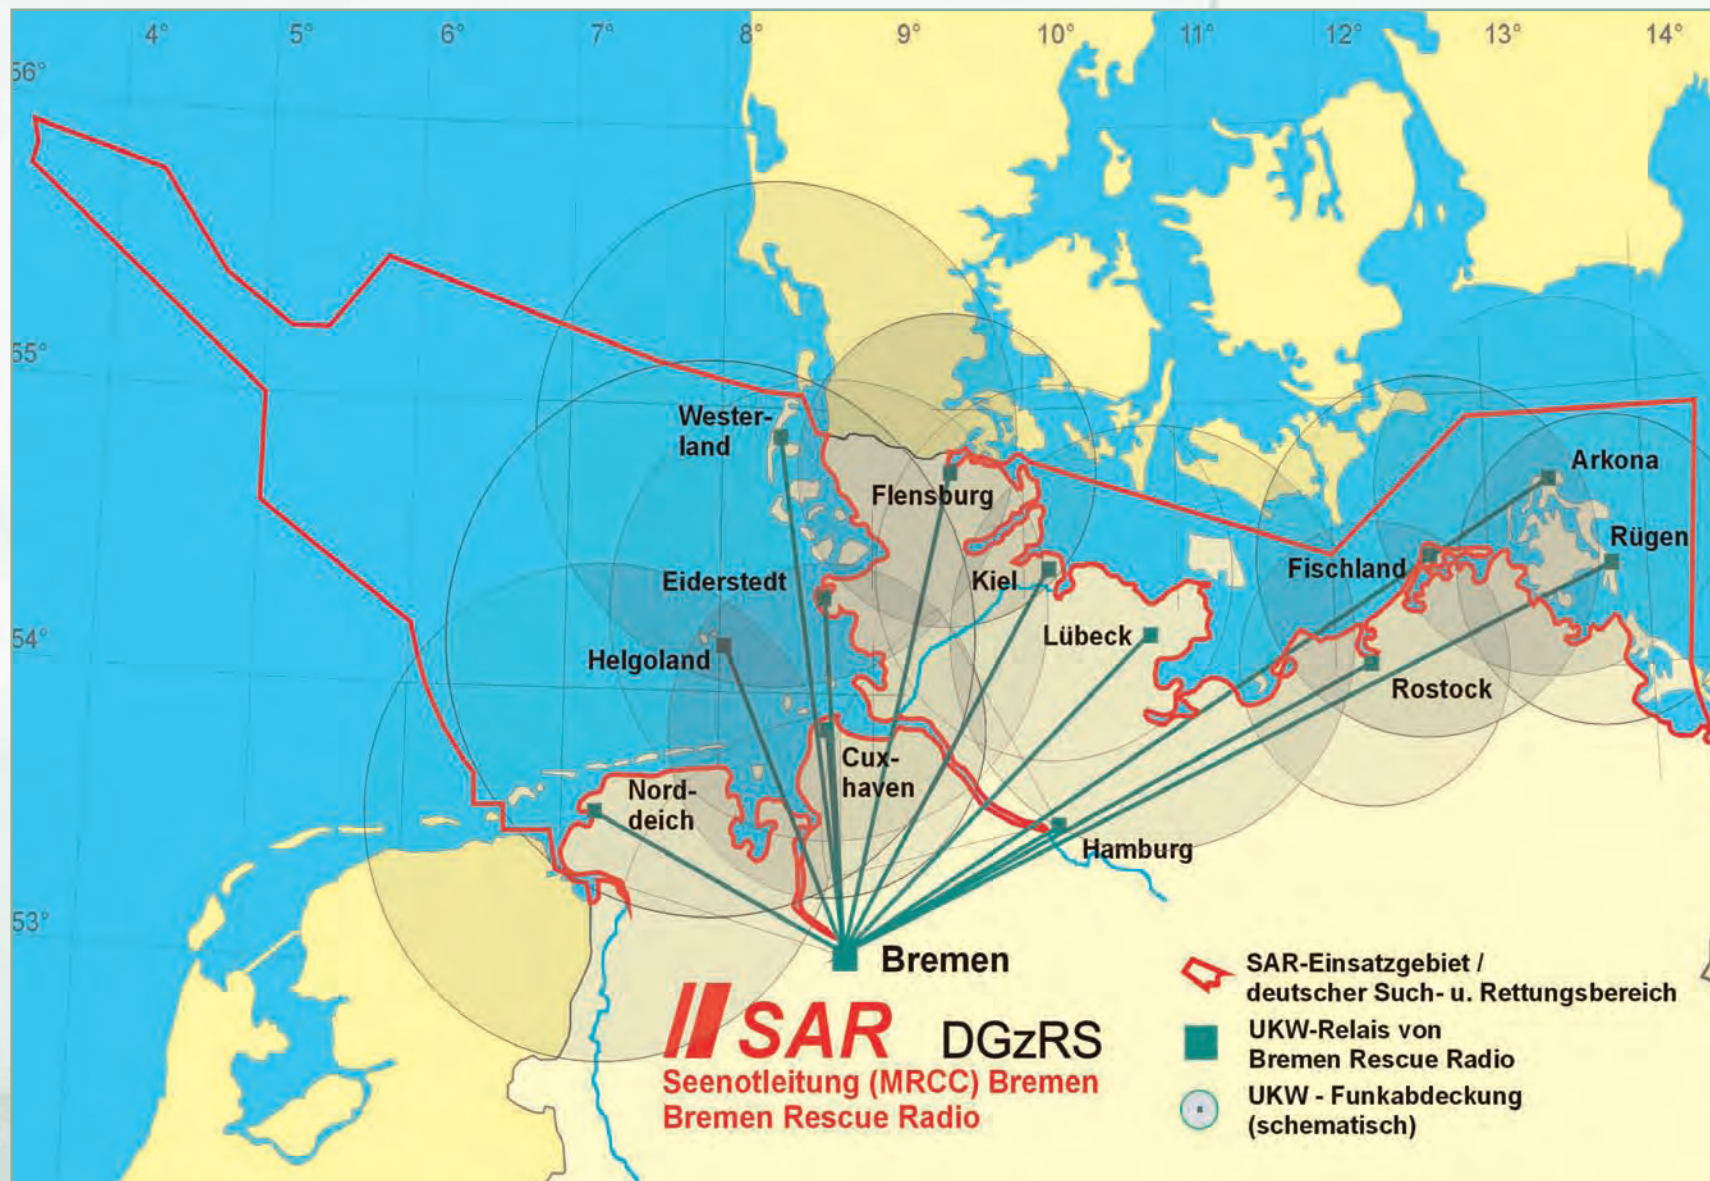 4° 5° 6° 7° 8° 9° 10° 11° 12° 13° 14°
56°
55°
54°
53°
Wester-
land
Flensburg
Arkona
Rügen
Fischland
Eiderstedt
Kiel
Lübeck
Helgoland
Rostock
Cux-
haven
Nord-
deich
Hamburg
Bremen
SAR DGzRS
Seenotleitung (MRCC) Bremen
Bremen Rescue Radio
SAR-Einsatzgebiet /
deutscher Such- u. Rettungsbereich
UKW-Relais von
Bremen Rescue Radio
UKW - Funkabdeckung
(schematisch)